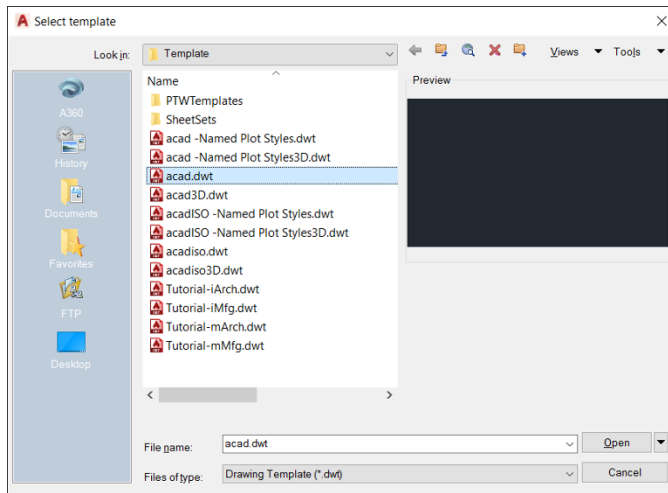 Select template
Look in:
Template
Views
Tools
A360
History
Documents
Favorites
FTP
Desktop
Name
PTWTemplates
SheetSets
acad -Named Plot Styles.dwt
acad -Named Plot Styles3D.dwt
acad.dwt
acad3D.dwt
acadISO -Named Plot Styles.dwt
acadISO -Named Plot Styles3D.dwt
acadiso.dwt
acadiso3D.dwt
Tutorial-iArch.dwt
Tutorial-iMfg.dwt
Tutorial-mArch.dwt
Tutorial-mMfg.dwt
Preview
File name:
acad.dwt
Open
Files of type:
Drawing Template (*.dwt)
Cancel